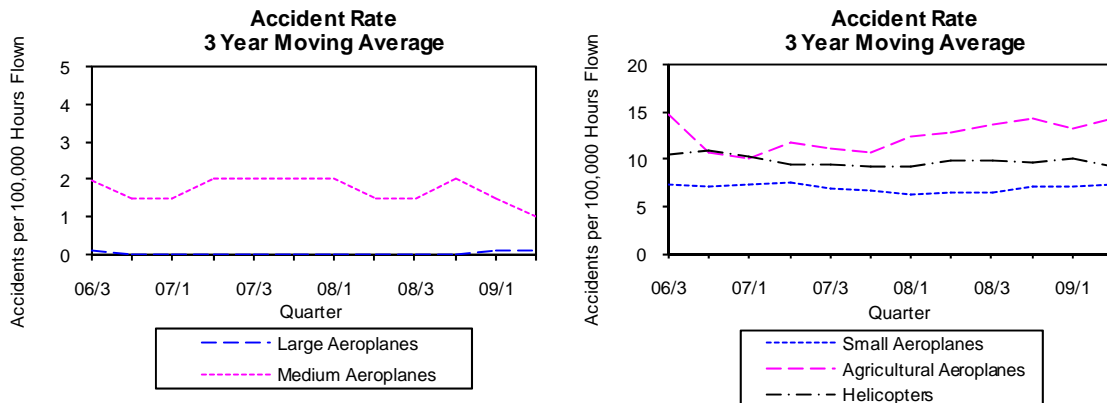 Accident Rate
3 Year Moving Average
Accidents per 100,000 Hours Flown
5
4
3
2
1
0
06/3 07/1 07/3 08/1 08/3 09/1
Quarter
Large Aeroplanes
Medium Aeroplanes
Accident Rate
3 Year Moving Average
Accidents per 100,000 Hours Flown
20
15
10
5
0
06/3 07/1 07/3 08/1 08/3 09/1
Quarter
Small Aeroplanes
Agricultural Aeroplanes
Helicopters